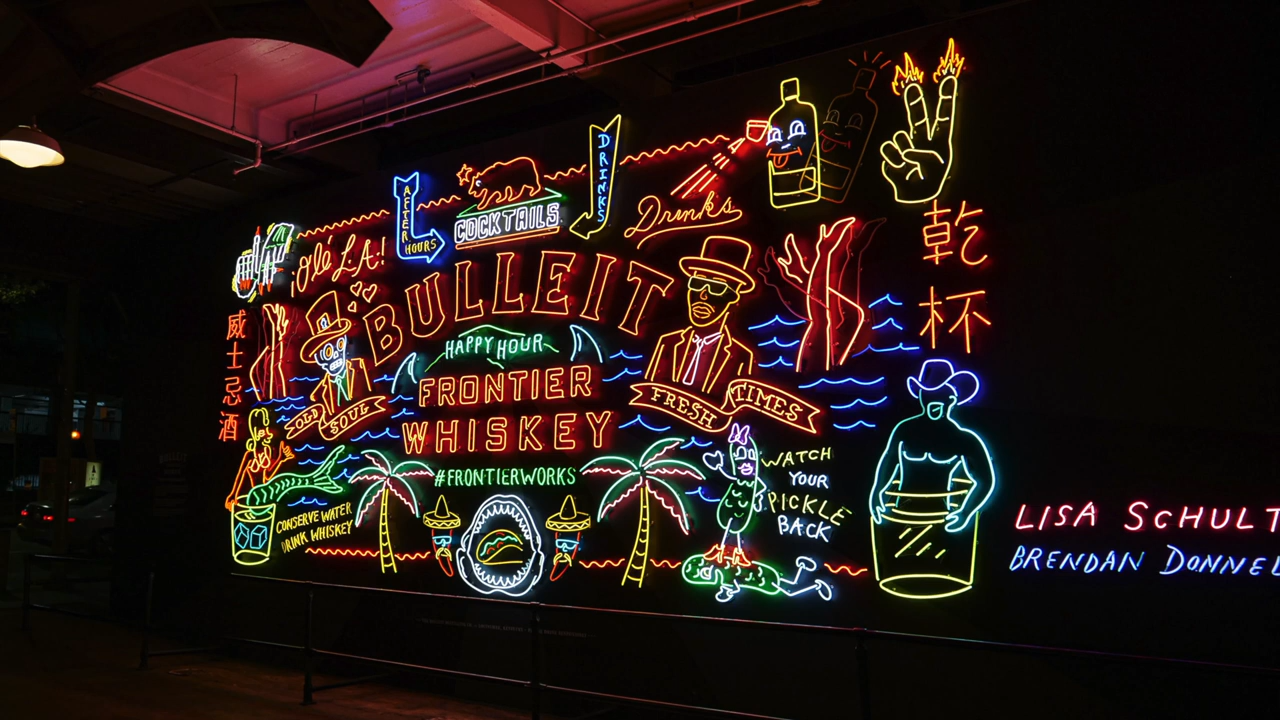 AFTER
HOURS
COCKTAILS
DRINKS
Drinks
Olé L.A.!
BULLEIT
HAPPY HOUR
FRONTIER
WHISKEY
#FRONTIERWORKS
OLD SOUL
FRESH TIMES
威士忌酒
乾杯
CONSERVE WATER
DRINK WHISKEY
WATCH
YOUR
PICKLE
BACK
LISA SCHULT
BRENDAN DONNEL